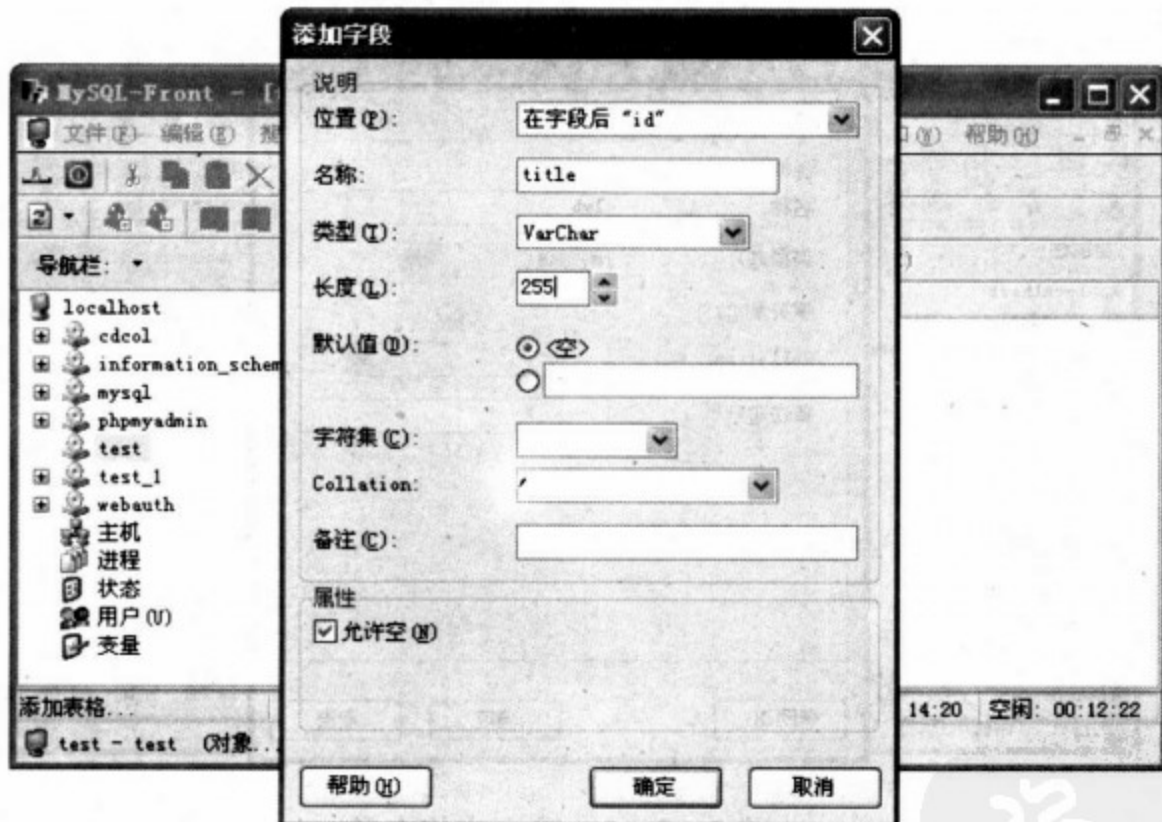 添加字段
说明
位置(P):
在字段后 "id"
名称:
title
类型(T):
VarChar
长度(L):
255
默认值(D):
<空>
字符集(C):
Collation:
备注(C):
属性
允许空(N)
帮助(H)
确定
取消
MySQL-Front - [
文件(F) 编辑(E) 搜
帮助(H)
导航栏:
localhost
cdcol
information_schem
mysql
phpmyadmin
test
test_1
webauth
主机
进程
状态
用户(U)
变量
添加表格...
14:20 空闲: 00:12:22
test - test (对象...